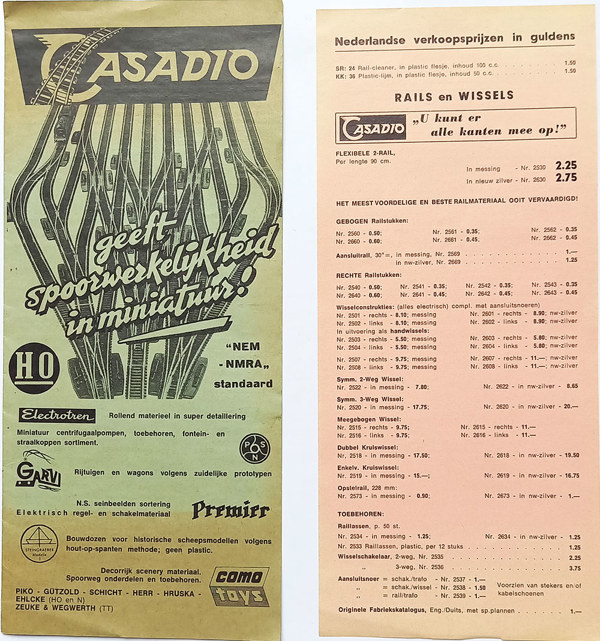 CASADIO
geeft
spoorwerkelijkheid
in miniatuur!
HO
"NEM
- NMRA"
standaard
Electrotren
Rollend materieel in super detaillering
Miniatuur centrifugaalpompen, toebehoren, fontein- en
straalkoppen sortiment.
GARVI
Rijtuigen en wagons volgens zuidelijke prototypen
N.S. seinbeelden sortering
Elektrisch regel- en schakelmateriaal
Premier
Bouwdozen voor historische scheepsmodellen volgens
hout-op-spanten methode; geen plastic.
Decorrijk scenery materiaal.
Spoorweg onderdelen en toebehoren.
como
toys
PIKO - GÜTZOLD - SCHICHT - HERR - HRUSKA -
EHLCKE (HO en N)
ZEUKE & WEGWERTH (TT)
Nederlandse verkoopsprijzen in guldens
SR: 24 Rail-cleaner, in plastic flesje, inhoud 100 c.c. 1.50
KK: 36 Plastic-lijm, in plastic flesje, inhoud 50 c.c. 1.50
RAILS en WISSELS
CASADIO
„U kunt er
alle kanten mee op!"
FLEXIBELE 2-RAIL,
Per lengte 90 cm.
In messing - Nr. 2530 2.25
In nieuw zilver - Nr. 2636 2.75
HET MEEST VOORDELIGE EN BESTE RAILMATERIAAL OOIT VERVAARDIGD!
GEBOGEN Railstukken:
Nr. 2560 - 0.50; Nr. 2561 - 0.35; Nr. 2562 - 0.35
Nr. 2660 - 0.60; Nr. 2661 - 0.45; Nr. 2662 - 0.45
Aansluitrail, 30°=, in messing, Nr. 2569 1.—
in nw-zilver, Nr. 2669 1.25
RECHTE Railstukken:
Nr. 2540 - 0.50; Nr. 2541 - 0.35; Nr. 2542 - 0.35; Nr. 2543 - 0.35
Nr. 2640 - 0.60; Nr. 2641 - 0.45; Nr. 2642 - 0.45; Nr. 2643 - 0.45
Wisselconstrukties: (alles electrisch) compl. met aansluitsnoeren)
Nr. 2501 - rechts - 8.10; messing Nr. 2601 - rechts - 8.90; nw-zilver
Nr. 2502 - links - 8.10; messing Nr. 2602 - links - 8.90; nw-zilver
In uitvoering als handwissels:
Nr. 2503 - rechts - 5.50; messing Nr. 2603 - rechts - 5.80; nw-zilver
Nr. 2504 - links - 5.50; messing Nr. 2604 - links - 5.80; nw-zilver
Nr. 2507 - rechts - 9.75; messing Nr. 2607 - rechts - 11.—; nw-zilver
Nr. 2508 - links - 9.75; messing Nr. 2608 - links - 11.—; nw-zilver
Symm. 2-Weg Wissel:
Nr. 2522 - in messing - 7.80; Nr. 2622 - in nw-zilver - 8.65
Symm. 3-Weg Wissel:
Nr. 2520 - in messing - 17.75; Nr. 2620 - in nw-zilver - 20.—
Meegebogen Wissel:
Nr. 2515 - rechts - 9.75; Nr. 2615 - rechts - 11.—
Nr. 2516 - links - 9.75; Nr. 2616 - links - 11.—
Dubbel Kruiswissel:
Nr. 2518 - in messing - 17.50; Nr. 2618 - in nw-zilver - 19.50
Enkelv. Kruiswissel:
Nr. 2519 - in messing - 15.—; Nr. 2619 - in nw-zilver - 16.75
Opstelrail, 228 mm:
Nr. 2573 - in messing - 0.90; Nr. 2673 - in nw-zilver - 1.—
TOEBEHOREN:
Raillassen, p. 50 st.
Nr. 2534 - in messing - 1.25; Nr. 2634 - in nw-zilver - 1.25
Nr. 2533 Raillassen, plastic, per 12 stuks 1.25
Wisselschakelaar, 2-weg, Nr. 2535 2.25
3-weg, Nr. 2536 3.75
Aansluitsnoer = schak./trafo - Nr. 2537 - 1.—
„ = schak./wissel - Nr. 2538 - 1.50
„ = rail/trafo - Nr. 2539 - 1.—
Voorzien van stekers en/of
kabelschoenen
Originele Fabriekskatalogus, Eng./Duits, met sp.plannen 1.—